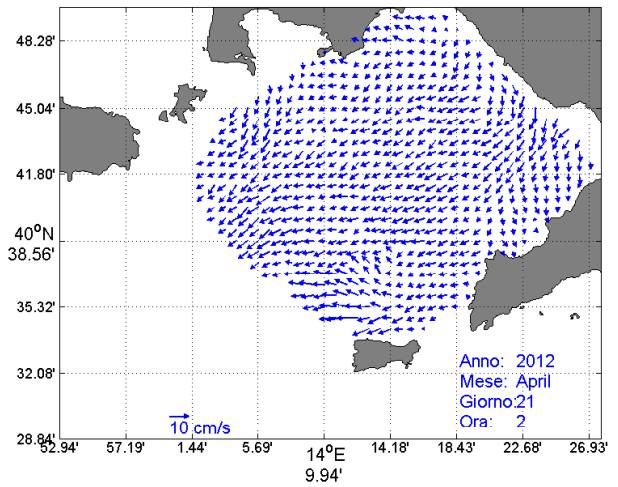 48.28'
45.04'
41.80'
40°N
38.56'
35.32'
32.08'
28.84'
Anno: 2012
Mese: April
Giorno:21
Ora: 2
10 cm/s
52.94' 57.19' 1.44' 5.69' 14°E 14.18' 18.43' 22.68' 26.93'
9.94'